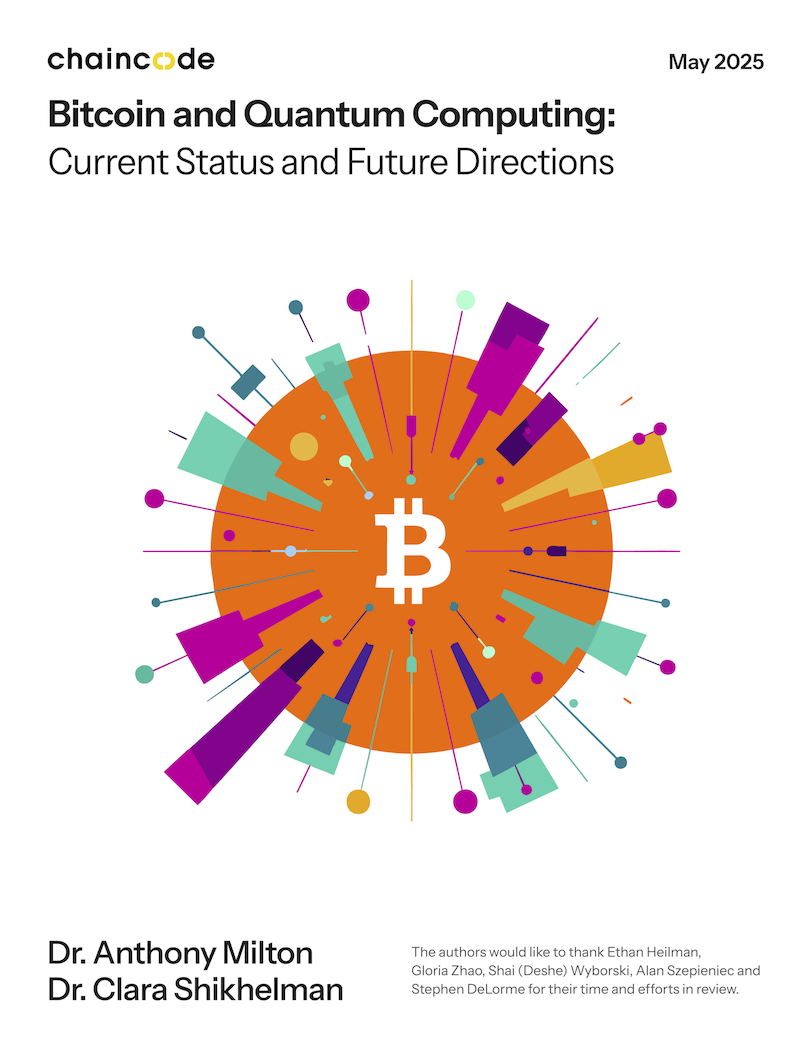 chaincode
May 2025
Bitcoin and Quantum Computing:
Current Status and Future Directions
Dr. Anthony Milton
Dr. Clara Shikhelman
The authors would like to thank Ethan Heilman,
Gloria Zhao, Shai (Deshe) Wyborski, Alan Szepieniec and
Stephen DeLorme for their time and efforts in review.